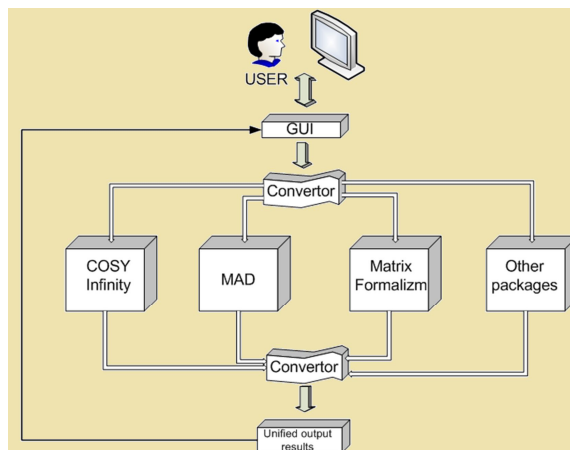 USER
GUI
Convertor
COSY
Infinity
MAD
Matrix
Formalizm
Other
packages
Convertor
Unified output
results